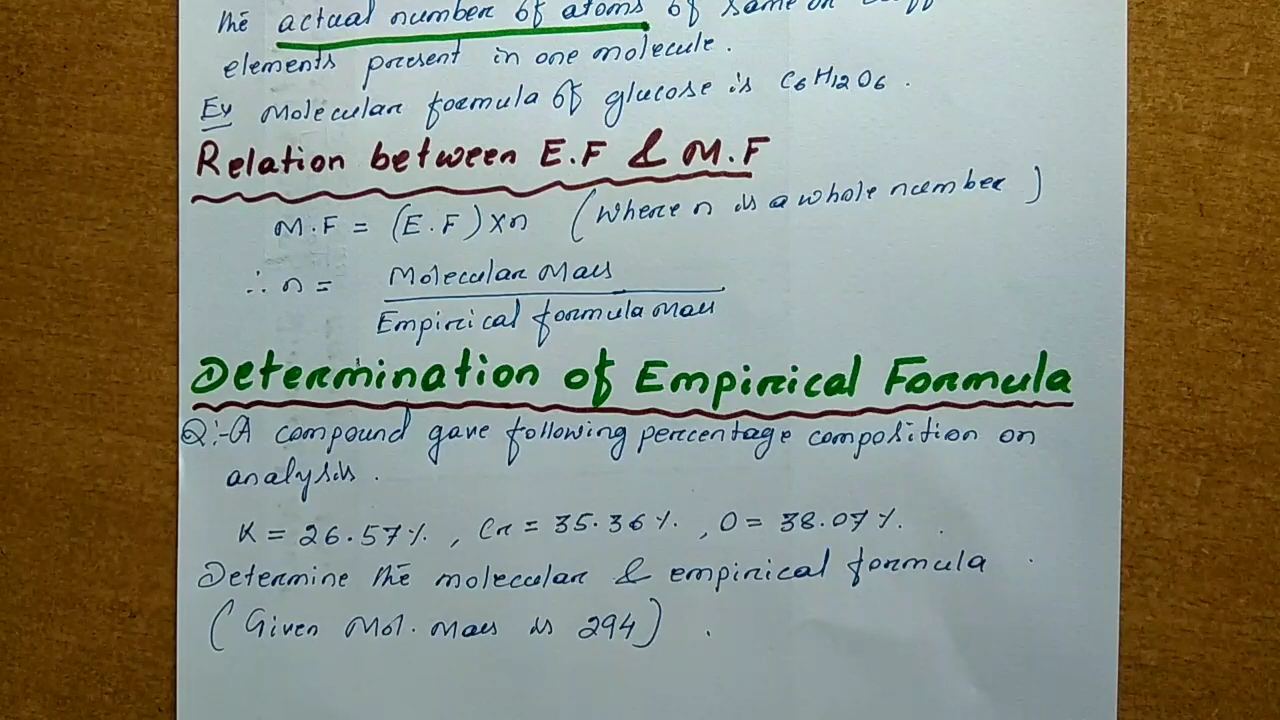 the actual number of atoms of same or
elements present in one molecule.
Ex Molecular formula of glucose is C6H12O6.
Relation between E.F & M.F
M.F = (E.F) × n (Where n is a whole number)
∴ n = Molecular Mass
Empirical formula mass
Determination of Empirical Formula
Q:- A compound gave following percentage composition on
analysis.
K = 26.57%, Cr = 35.36%, O = 38.07%.
Determine the molecular & empirical formula
(Given Mol. mass is 294).